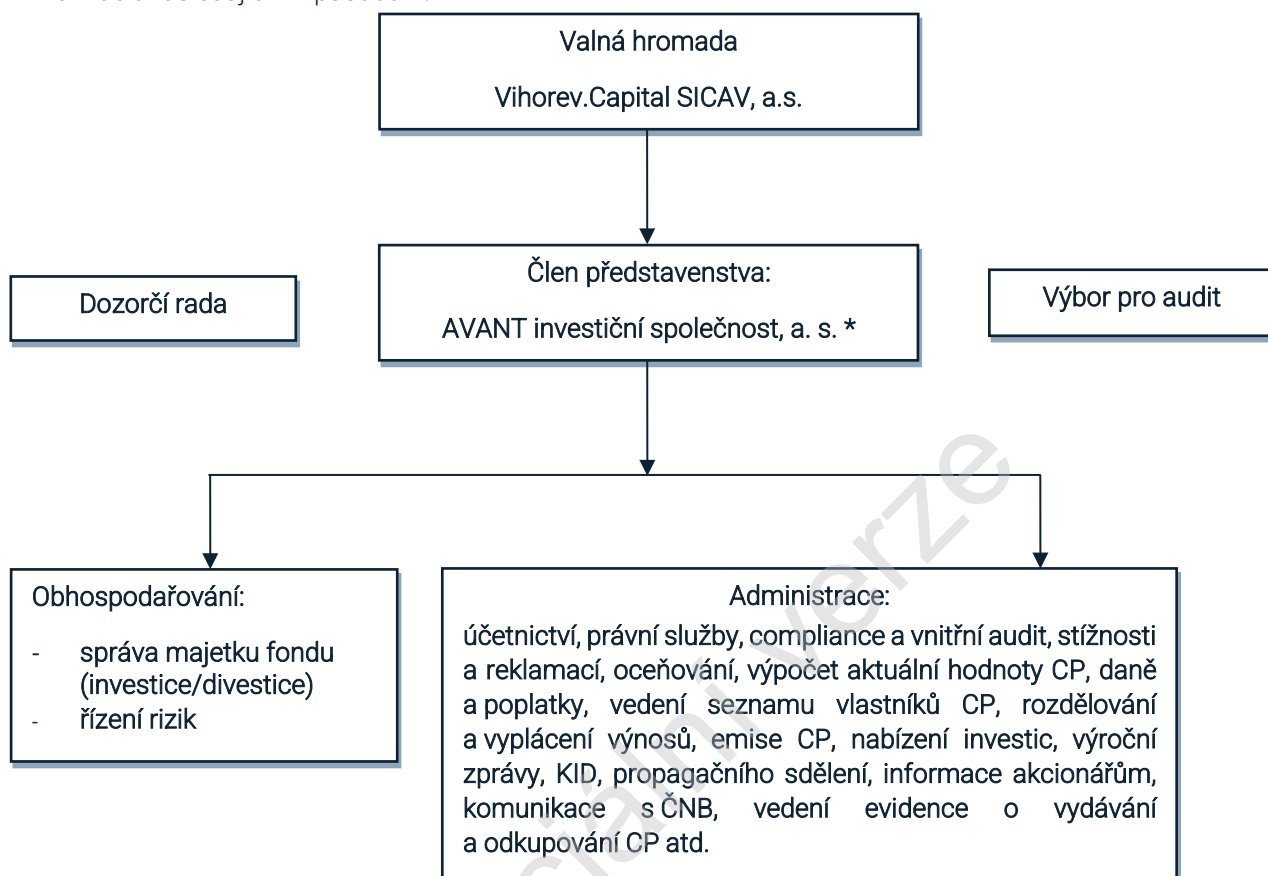 Valná hromada
Vihorev.Capital SICAV, a.s.
Člen představenstva:
AVANT investiční společnost, a. s. *
Dozorčí rada
Výbor pro audit
Obhospodařování:
- správa majetku fondu
(investice/divestice)
- řízení rizik
Administrace:
účetnictví, právní služby, compliance a vnitřní audit, stížnosti
a reklamací, oceňování, výpočet aktuální hodnoty CP, daně
a poplatky, vedení seznamu vlastníků CP, rozdělování
a vyplácení výnosů, emise CP, nabízení investic, výroční
zprávy, KID, propagačního sdělení, informace akcionářům,
komunikace s ČNB, vedení evidence o vydávání
a odkupování CP atd.
verze